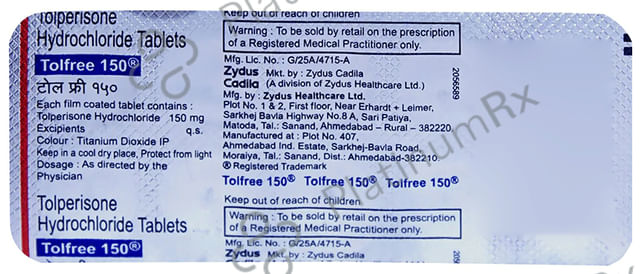 Tolperisone
Hydrochloride Tablets
Tolfree 150®
टोल फ्री १५०
Each film coated tablet contains :
Tolperisone Hydrochloride 150 mg
Excipients q.s.
Colour : Titanium Dioxide IP
Keep in a cool dry place, Protect from light
Dosage : As directed by the
Physician
Tolperisone
Hydrochloride Tablets
Tolfree 150®
Keep out of reach of children
Warning : To be sold by retail on the prescription
of a Registered Medical Practitioner only.
Mfg. Lic. No. : G/25A/4715-A
Zydus Mkt. by : Zydus Cadila
Cadila (A division of Zydus Healthcare Ltd.)
Mfg. by : Zydus Healthcare Ltd.
Plot No. 1 & 2, First floor, Near Erhardt + Leimer,
Sarkhej Bavla Highway No.8 A, Sari Patiya,
Matoda, Tal.: Sanand, Ahmedabad – Rural – 382220.
Manufactured at : Plot No. 407,
Ahmedabad Ind. Estate, Sarkhej-Bavla Road,
Moraiya, Tal.: Sanand, Dist.: Ahmedabad-382210.
® Registered Trademark
2056589
Tolfree 150® Tolfree 150® Tolfree 150®
Keep out of reach of children
Warning : To be sold by retail on the prescription
of a Registered Medical Practitioner only.
Mfg. Lic. No. : G/25A/4715-A
Zydus Mkt. by : Zydus Cadila
PlatinumRx